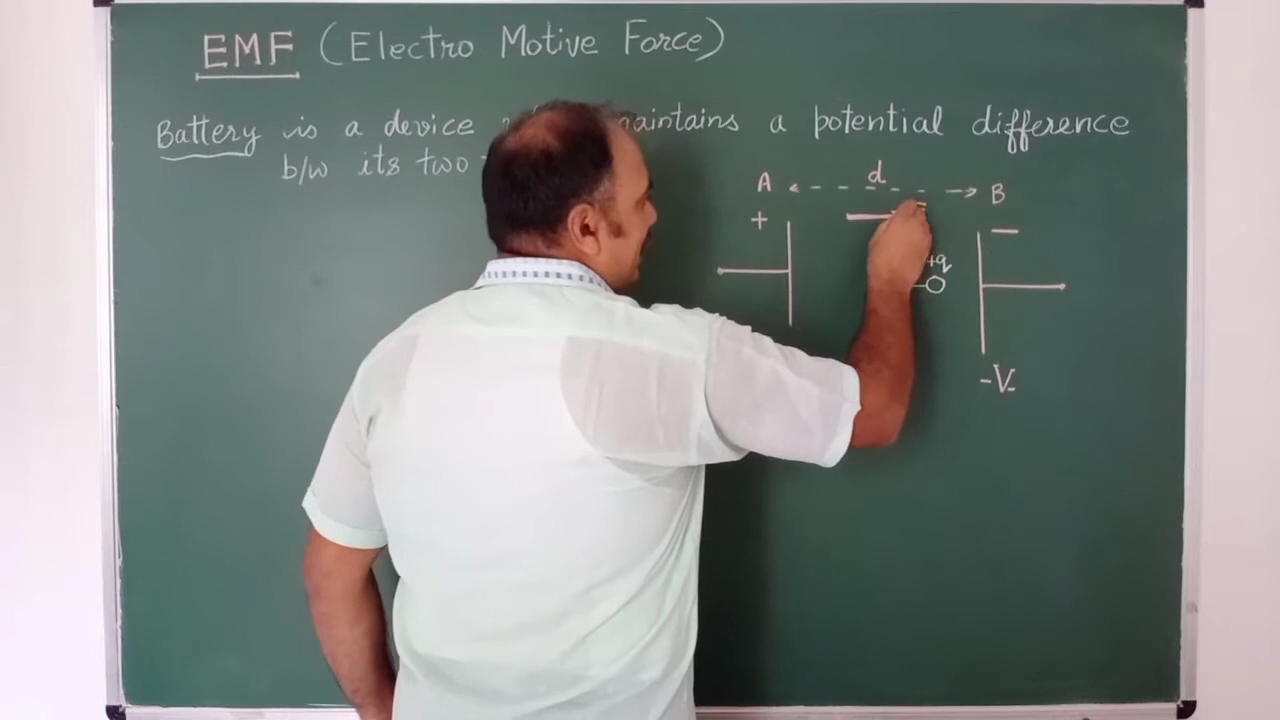 EMF (Electro Motive Force)
Battery is a device maintains a potential difference
b/w its two
A d B
+ −
+q
-V